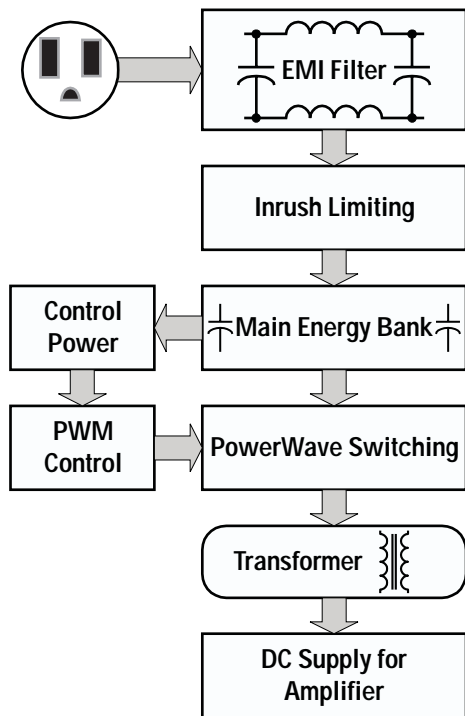 EMI Filter
Inrush Limiting
Control
Power
Main Energy Bank
PWM
Control
PowerWave Switching
Transformer
DC Supply for
Amplifier